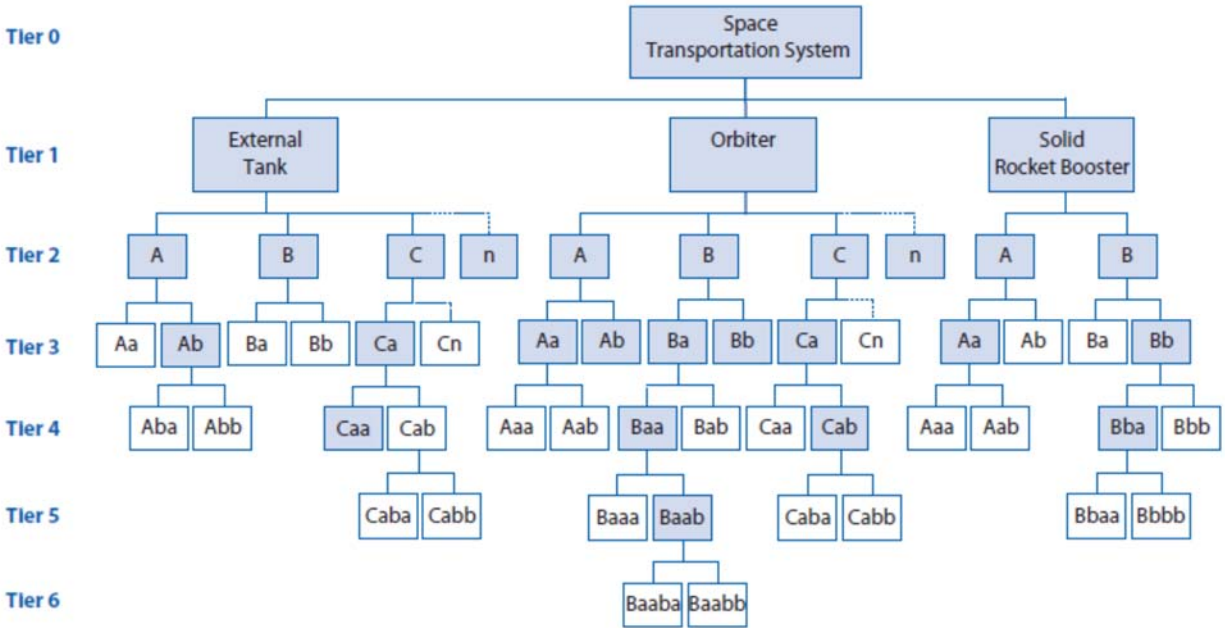 Tier 0
Space
Transportation System
Tier 1
External
Tank
Orbiter
Solid
Rocket Booster
Tier 2
A
B
C
n
A
B
C
n
A
B
Tier 3
Aa
Ab
Ba
Bb
Ca
Cn
Aa
Ab
Ba
Bb
Ca
Cn
Aa
Ab
Ba
Bb
Tier 4
Aba
Abb
Caa
Cab
Aaa
Aab
Baa
Bab
Caa
Cab
Aaa
Aab
Bba
Bbb
Tier 5
Caba
Cabb
Baaa
Baab
Caba
Cabb
Bbaa
Bbbb
Tier 6
Baaba
Baabb